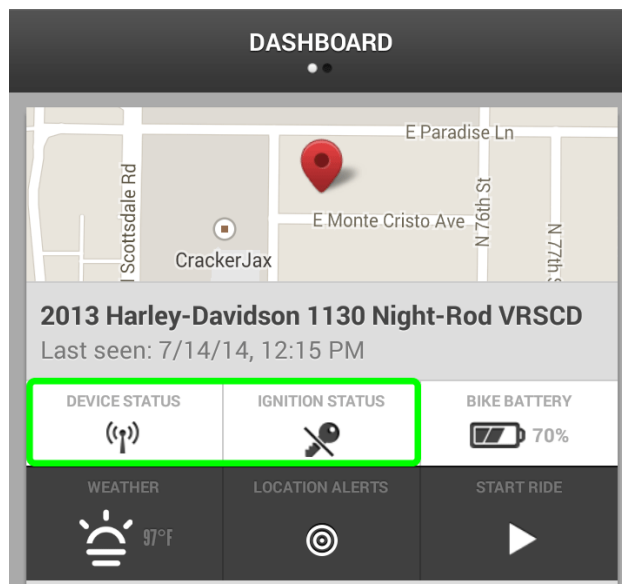 DASHBOARD
E Paradise Ln
Scottsdale Rd
N 76th St
E Monte Cristo Ave
N 77th S
CrackerJax
2013 Harley-Davidson 1130 Night-Rod VRSCD
Last seen: 7/14/14, 12:15 PM
DEVICE STATUS
IGNITION STATUS
BIKE BATTERY
70%
WEATHER
LOCATION ALERTS
START RIDE
97°F